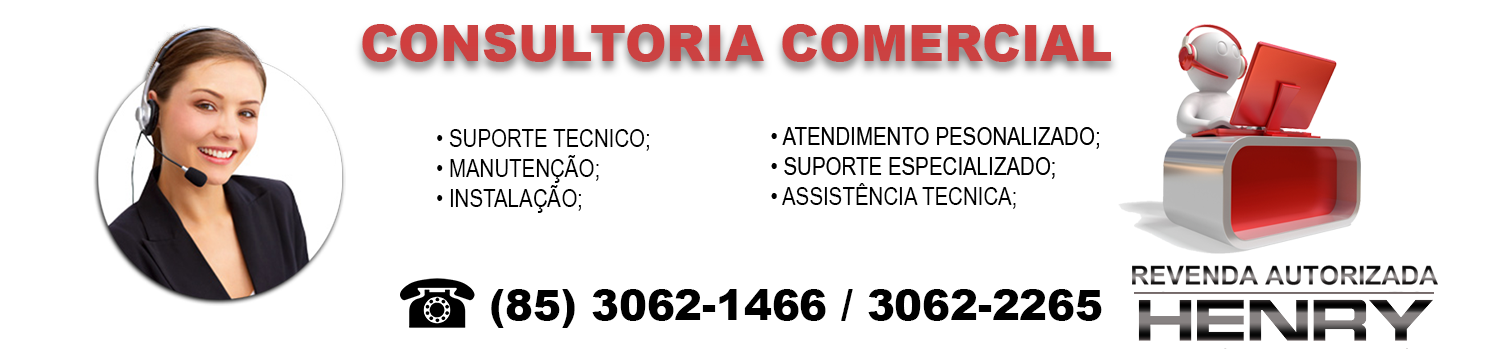 CONSULTORIA COMERCIAL
• SUPORTE TECNICO;
• MANUTENÇÃO;
• INSTALAÇÃO;
• ATENDIMENTO PESONALIZADO;
• SUPORTE ESPECIALIZADO;
• ASSISTÊNCIA TECNICA;
(85) 3062-1466 / 3062-2265
REVENDA AUTORIZADA
HENRY